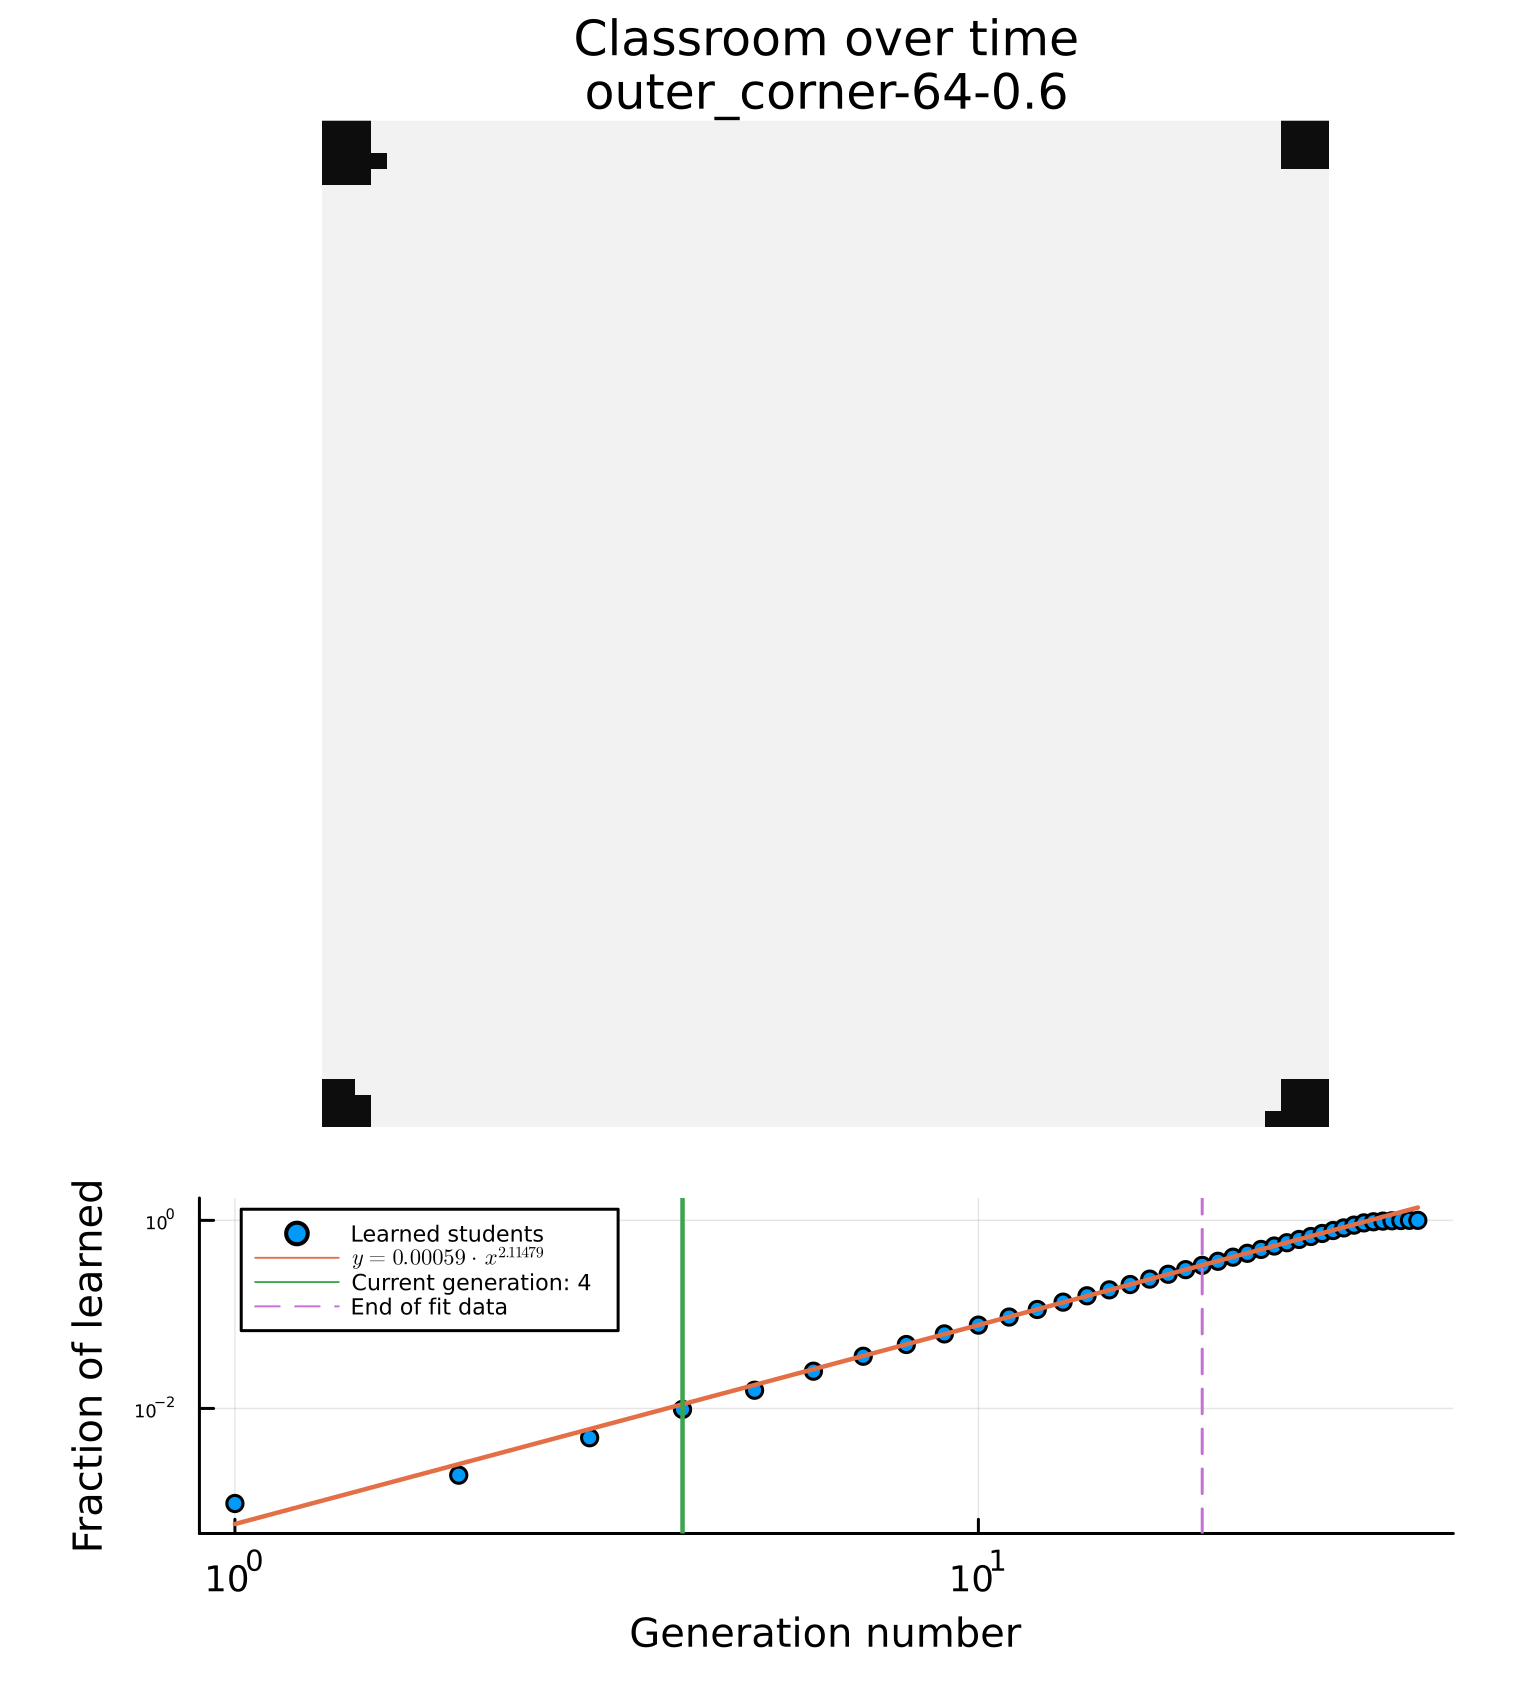 Classroom over time
outer_corner-64-0.6
Fraction of learned
10^0
10^-2
Learned students
y = 0.00059 · x^2.11479
Current generation: 4
End of fit data
10^0
10^1
Generation number